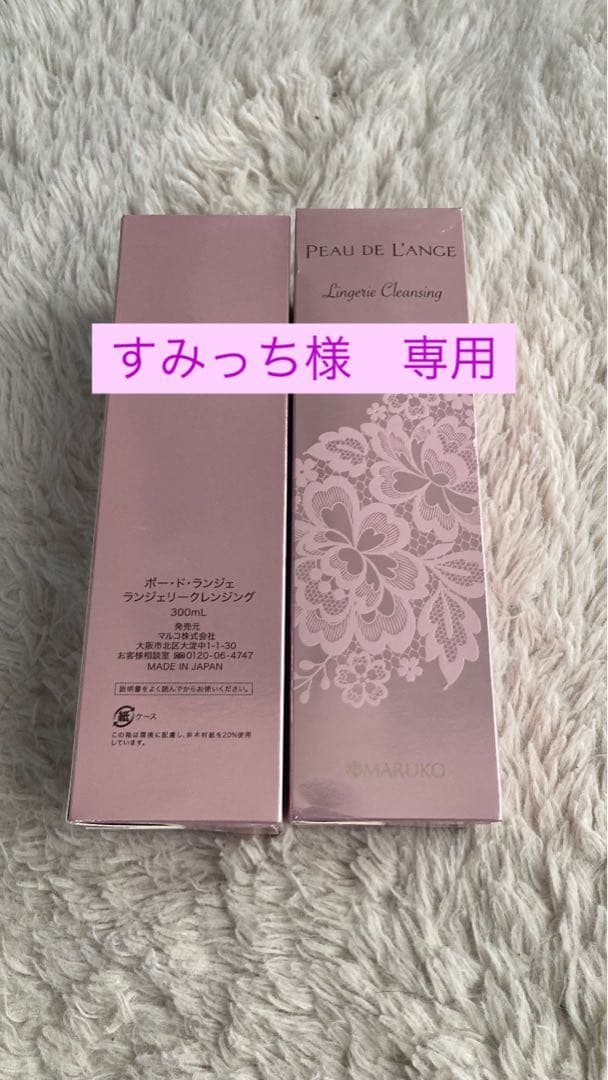 PEAU DE L'ANGE
Lingerie Cleansing
すみっち様 専用
ポー・ド・ランジェ
ランジェリークレンジング
300mL
発売元
マルコ株式会社
大阪市北区大淀中1-1-30
お客様相談室 0120-06-4747
MADE IN JAPAN
説明書をよく読んでからお使いください。
紙 ケース
この箱は環境に配慮し、非木材紙を20%使用
しています。
MARUKO